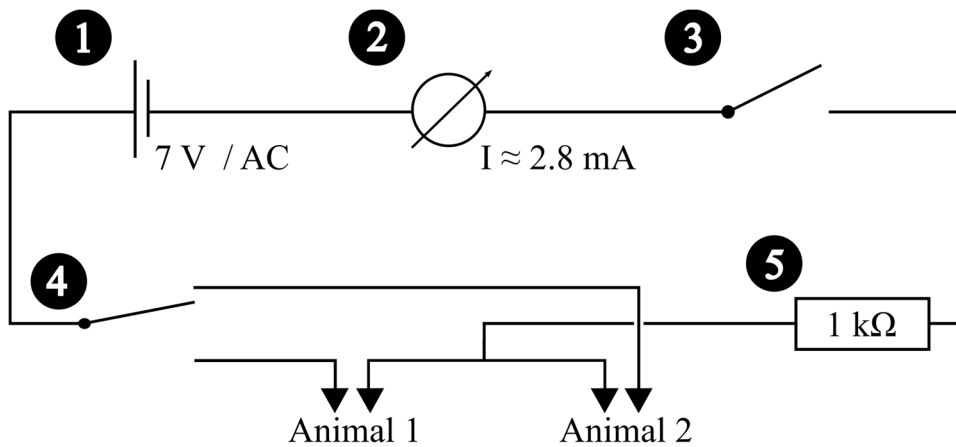 1
2
3
7 V / AC
I ≈ 2.8 mA
4
5
1 kΩ
Animal 1
Animal 2